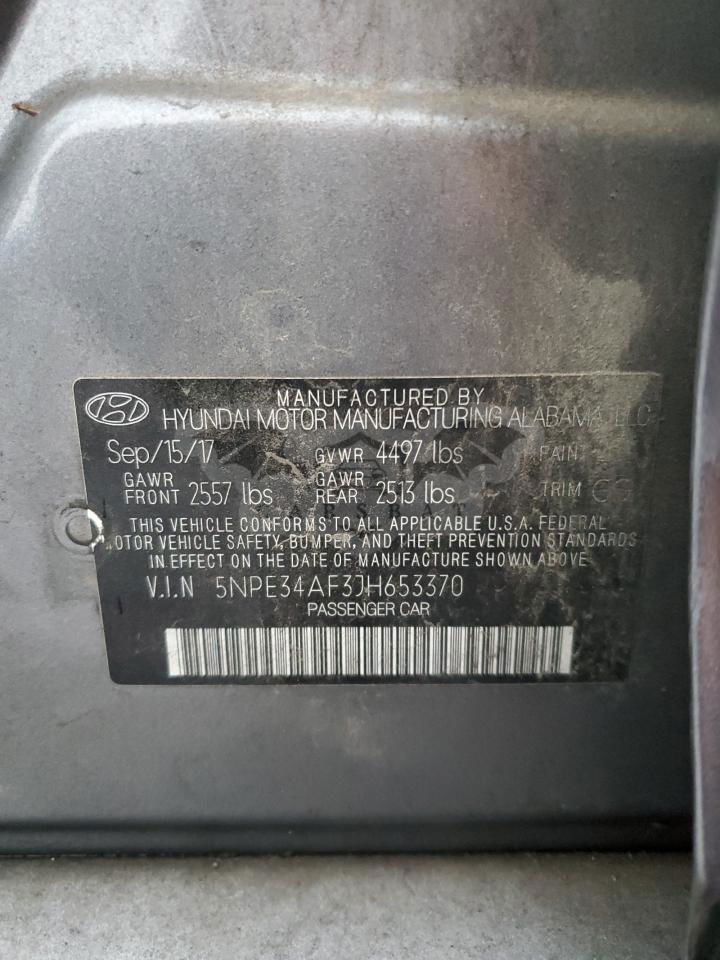 MANUFACTURED BY
HYUNDAI MOTOR MANUFACTURING ALABAMA, LLC
Sep/15/17 GVWR 4497 lbs PAINT
GAWR FRONT 2557 lbs GAWR REAR 2513 lbs TRIM
THIS VEHICLE CONFORMS TO ALL APPLICABLE U.S.A. FEDERAL
MOTOR VEHICLE SAFETY, BUMPER, AND THEFT PREVENTION STANDARDS
IN EFFECT ON THE DATE OF MANUFACTURE SHOWN ABOVE
V.I.N 5NPE34AF3JH653370
PASSENGER CAR